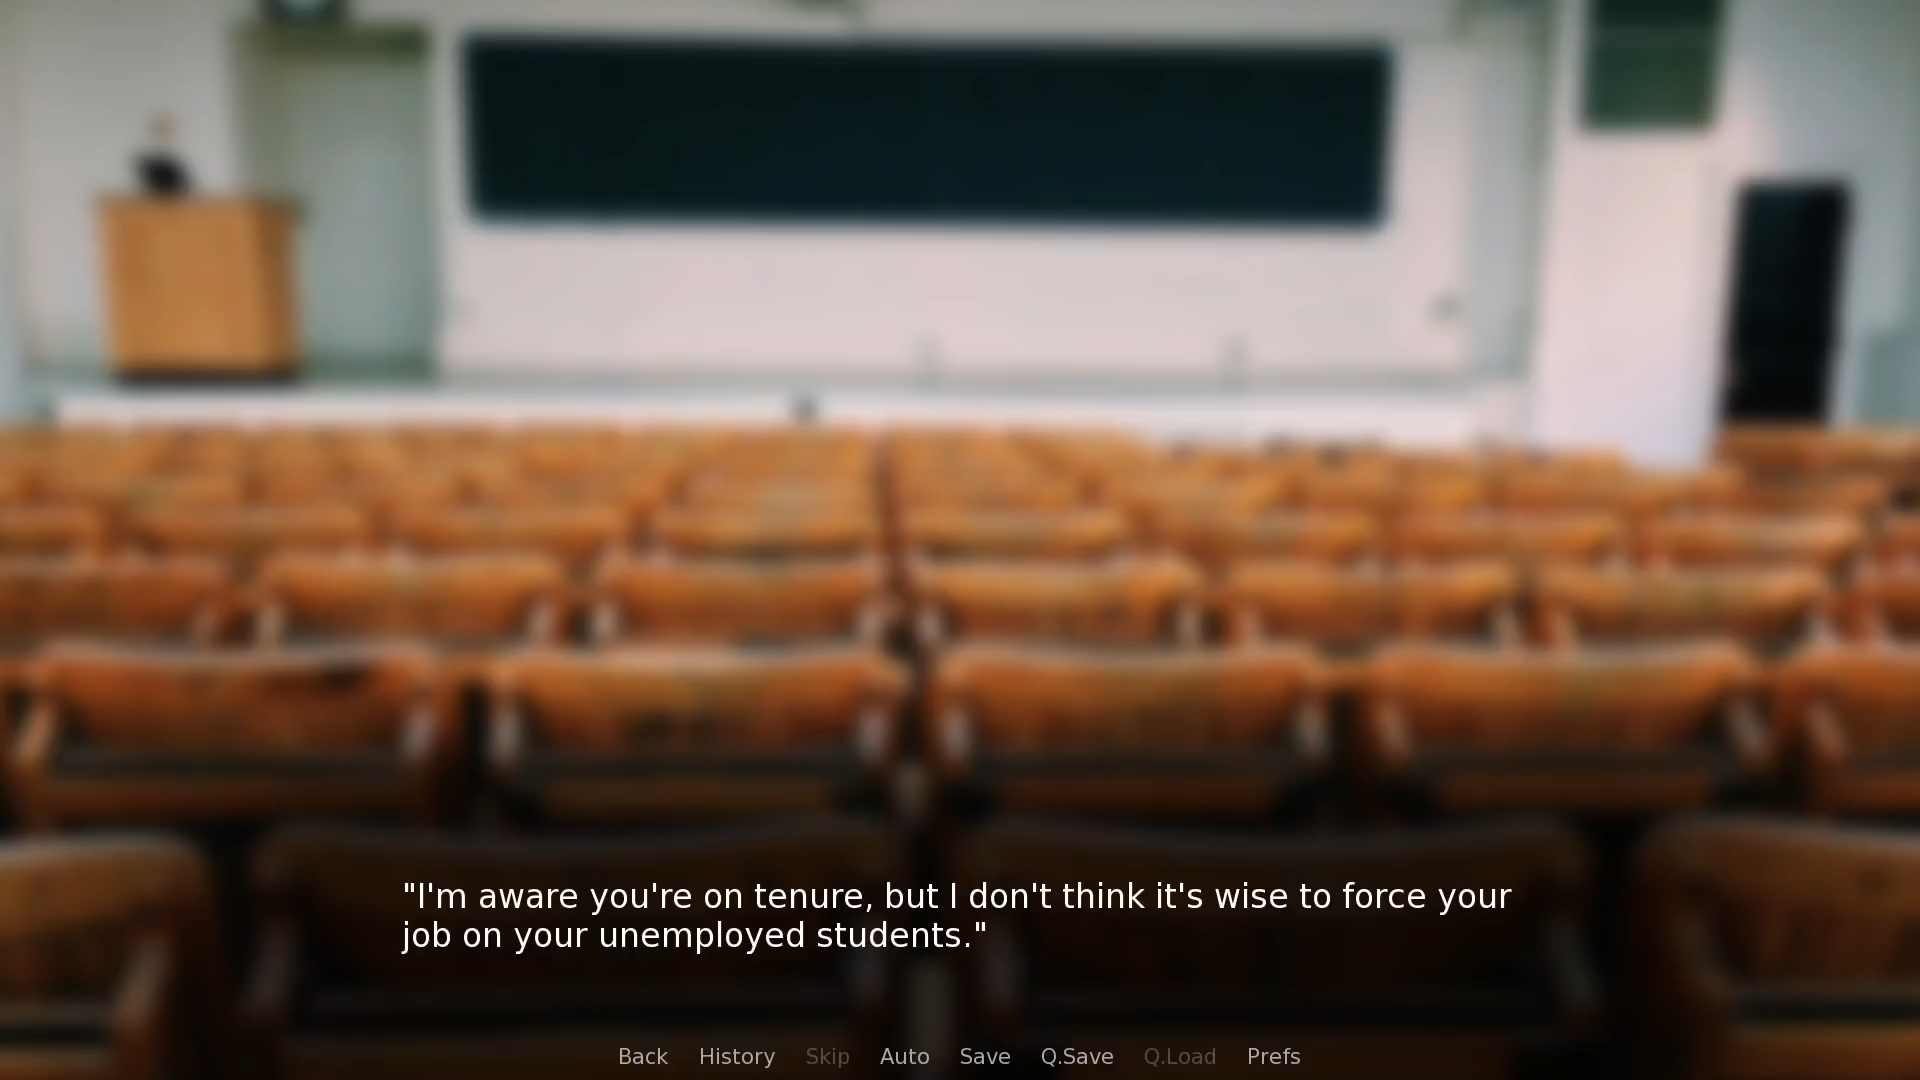 "I'm aware you're on tenure, but I don't think it's wise to force your
job on your unemployed students."
Back History Skip Auto Save Q.Save Q.Load Prefs